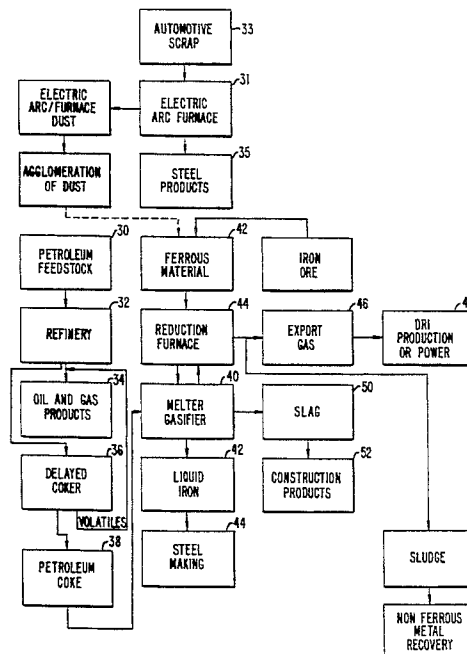 AUTOMOTIVE
SCRAP
33
ELECTRIC
ARC/FURNACE
DUST
ELECTRIC
ARC FURNACE
31
AGGLOMERATION
OF DUST
STEEL
PRODUCTS
35
PETROLEUM
FEEDSTOCK
30
FERROUS
MATERIAL
42
IRON
ORE
REFINERY
32
REDUCTION
FURNACE
44
EXPORT
GAS
46
DRI
PRODUCTION
OR POWER
4
OIL AND GAS
PRODUCTS
34
MELTER
GASIFIER
40
SLAG
50
DELAYED
COKER
36
VOLATILES
LIQUID
IRON
42
CONSTRUCTION
PRODUCTS
52
PETROLEUM
COKE
38
STEEL
MAKING
44
SLUDGE
NON FERROUS
METAL
RECOVERY